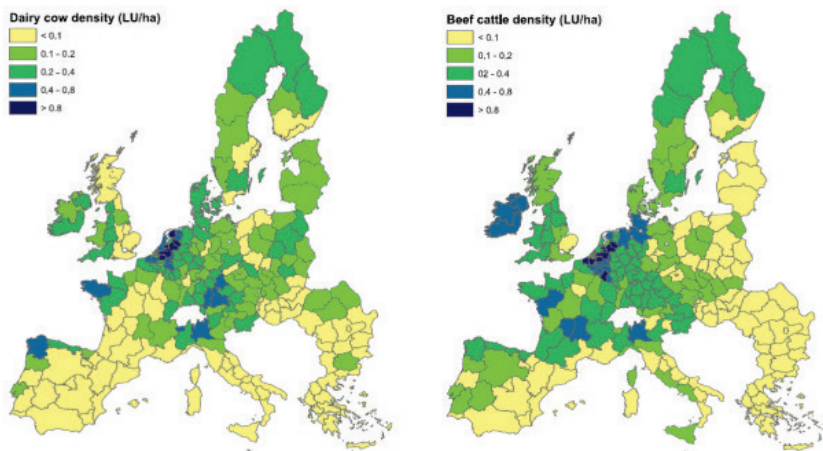 Dairy cow density (LU/ha)
< 0.1
0.1 - 0.2
0.2 - 0.4
0,4 - 0,8
> 0.8
Beef cattle density (LU/ha)
< 0.1
0,1 - 0.2
02 - 0.4
0,4 - 0,8
> 0,8